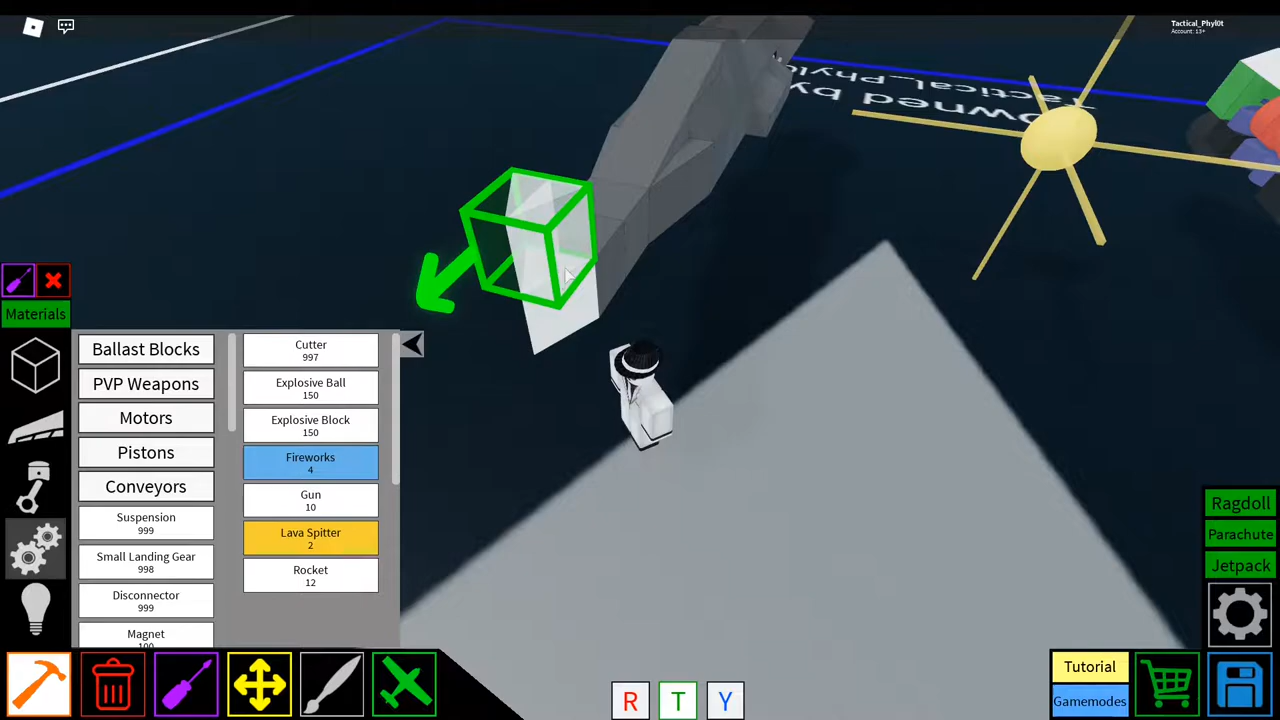 Tactical_Phyl0t
Account: 13+
Owned by
Tactical_Phyl
Materials
Ballast Blocks
PVP Weapons
Motors
Pistons
Conveyors
Suspension
999
Small Landing Gear
998
Disconnector
999
Magnet
100
Cutter
997
Explosive Ball
150
Explosive Block
150
Fireworks
4
Gun
10
Lava Spitter
2
Rocket
12
Ragdoll
Parachute
Jetpack
Tutorial
Gamemodes
R T Y